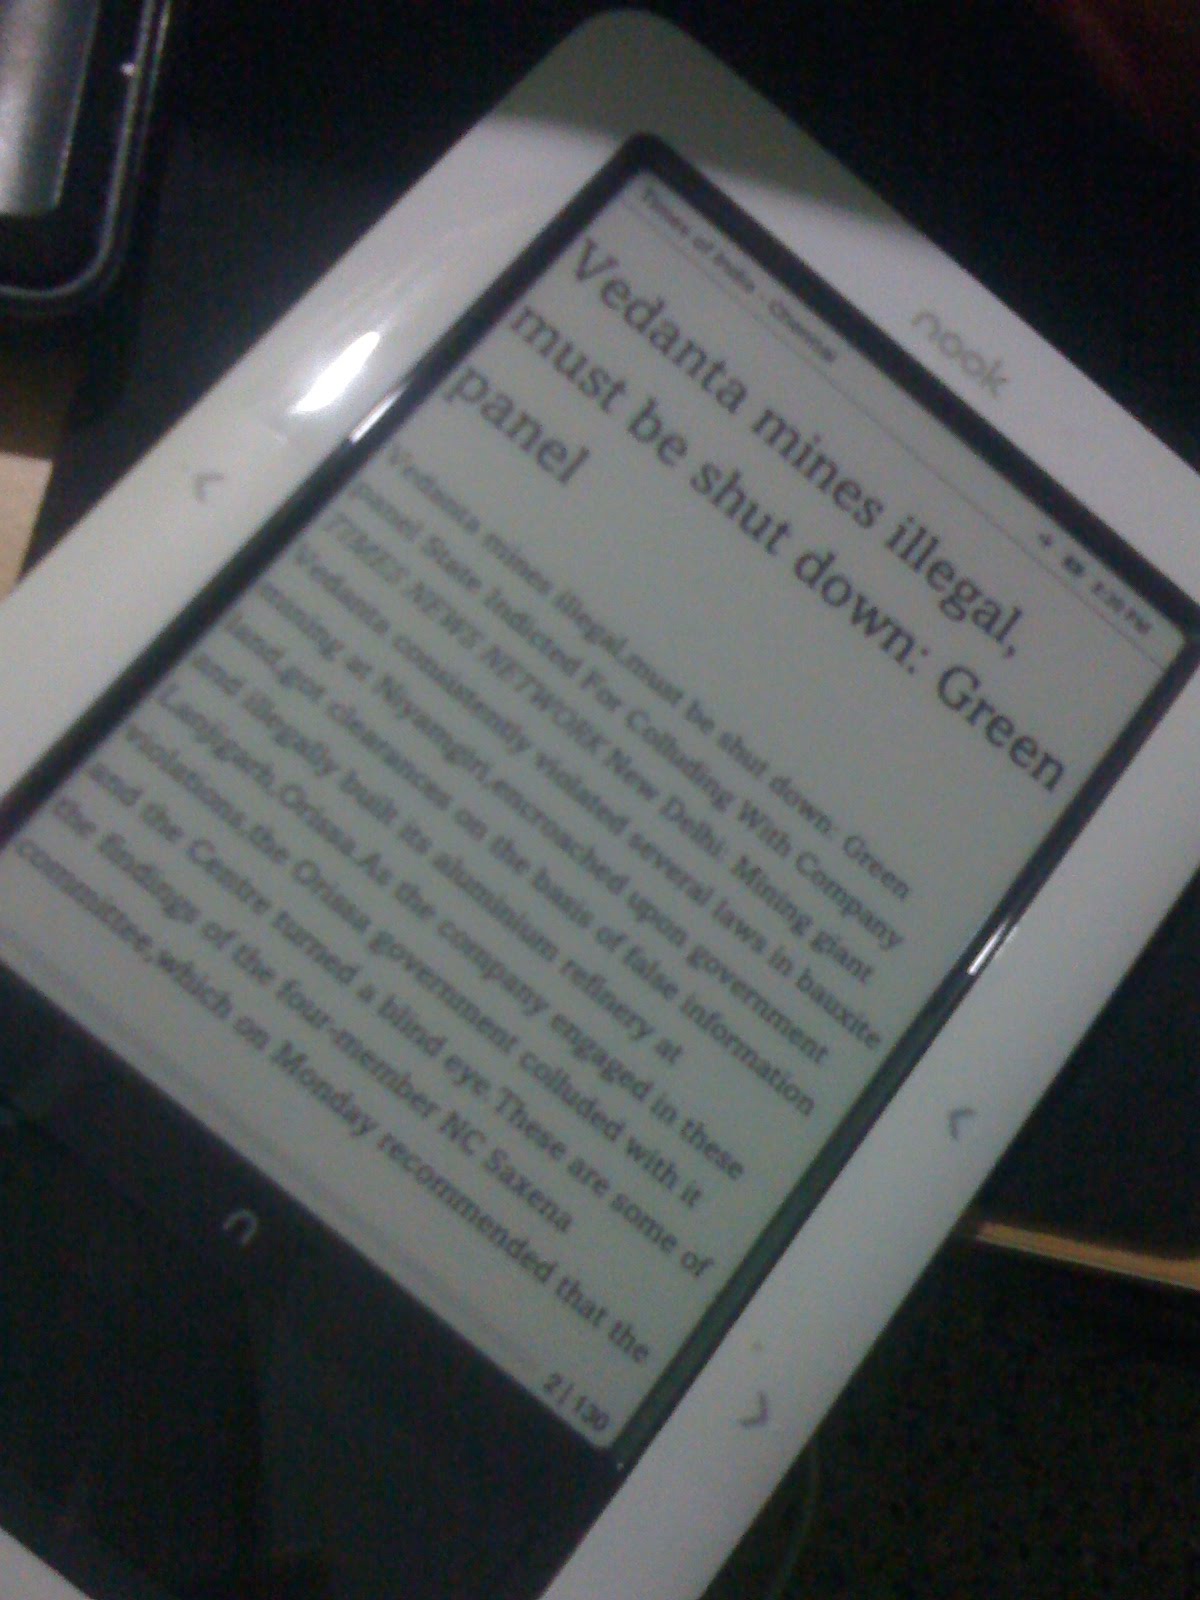 nook
Times of India - Chennai
Vedanta mines illegal,
must be shut down: Green
panel
Vedanta mines illegal,must be shut down: Green
panel State Indicted For Colluding With Company
TIMES NEWS NETWORK New Delhi: Mining giant
Vedanta consistently violated several laws in bauxite
mining at Niyamgiri,encroached upon government
land,got clearances on the basis of false information
and illegally built its aluminium refinery at
Lanjigarh,Orissa.As the company engaged in these
violations,the Orissa government colluded with it
and the Centre turned a blind eye.These are some of
the findings of the four-member NC Saxena
committee,which on Monday recommended that the
2 | 130